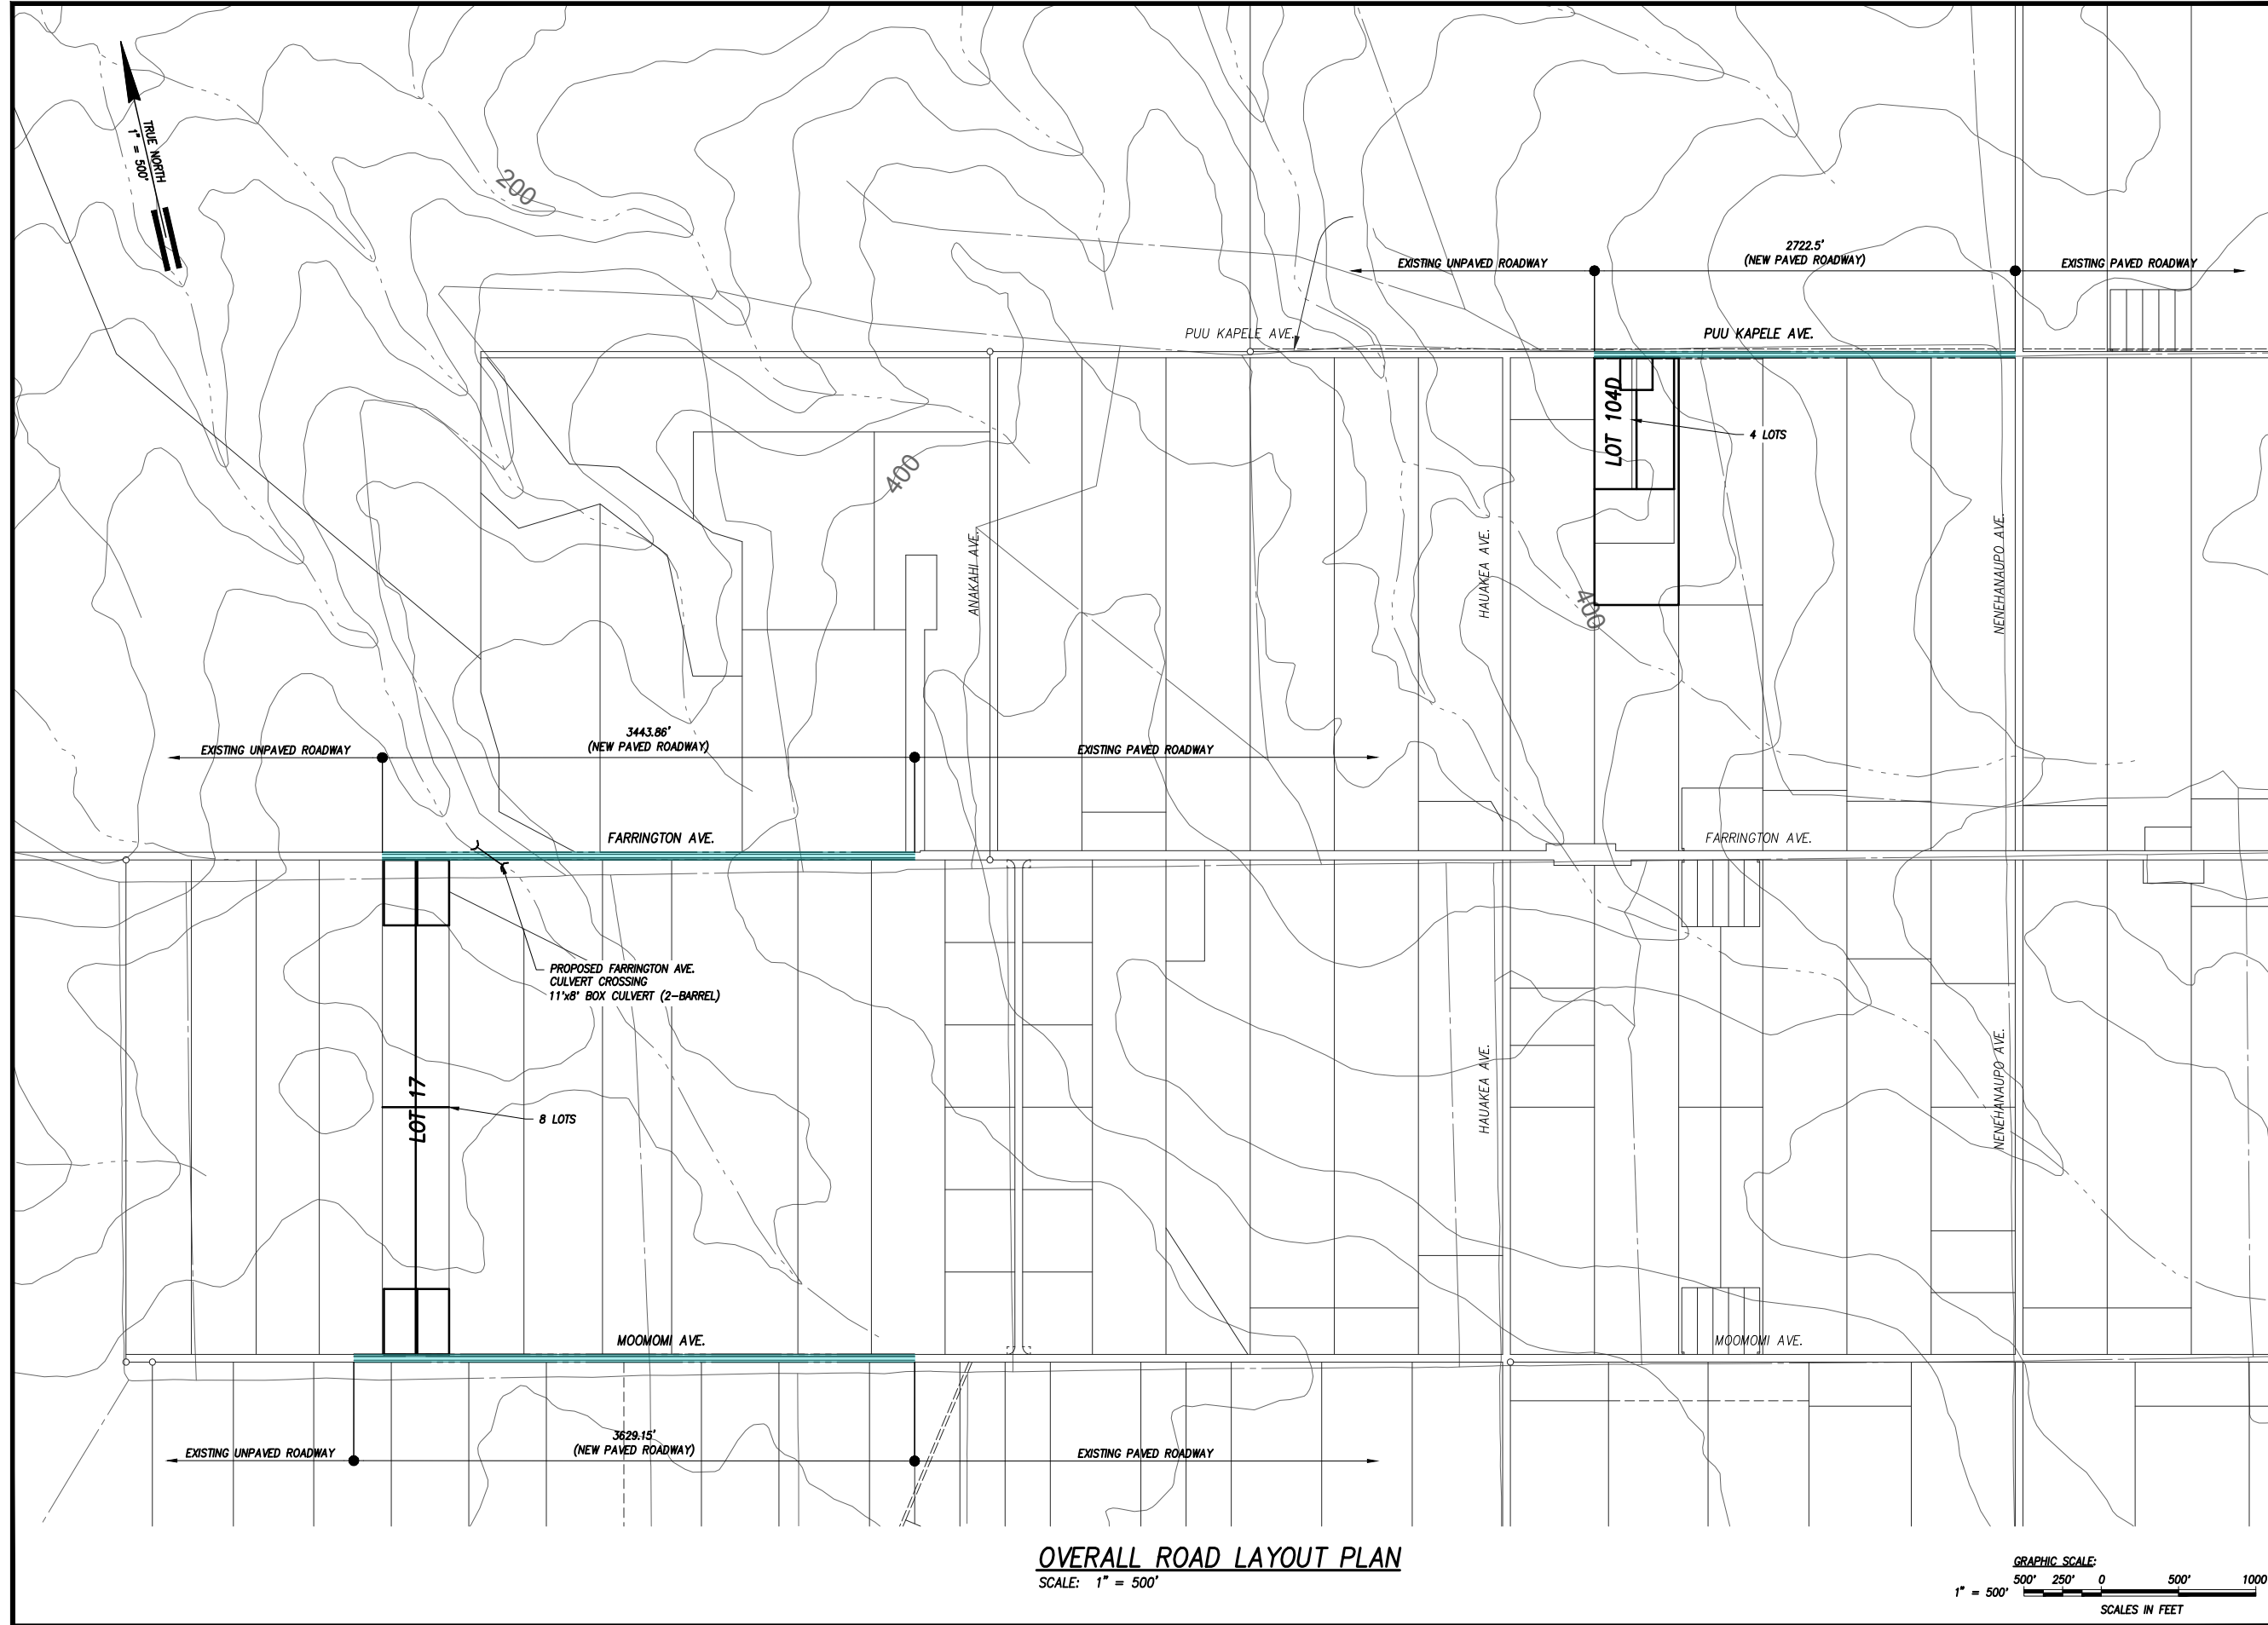 TRUE NORTH
1" = 500'
200
2722.5'
EXISTING UNPAVED ROADWAY
(NEW PAVED ROADWAY)
EXISTING PAVED ROADWAY
PUU KAPELE AVE.
PUU KAPELE AVE.
LOT 104D
4 LOTS
400
ANAKAHI AVE.
HAUAKEA AVE.
400
NENEHANAUPO AVE.
3443.86'
EXISTING UNPAVED ROADWAY
(NEW PAVED ROADWAY)
EXISTING PAVED ROADWAY
FARRINGTON AVE.
FARRINGTON AVE.
PROPOSED FARRINGTON AVE.
CULVERT CROSSING
11'x8' BOX CULVERT (2-BARREL)
LOT 17
8 LOTS
HAUAKEA AVE.
NENEHANAUPO AVE.
MOOMOMI AVE.
MOOMOMI AVE.
3629.15'
EXISTING UNPAVED ROADWAY
(NEW PAVED ROADWAY)
EXISTING PAVED ROADWAY
OVERALL ROAD LAYOUT PLAN
SCALE: 1" = 500'
GRAPHIC SCALE:
500' 250' 0 500' 1000
1" = 500'
SCALES IN FEET